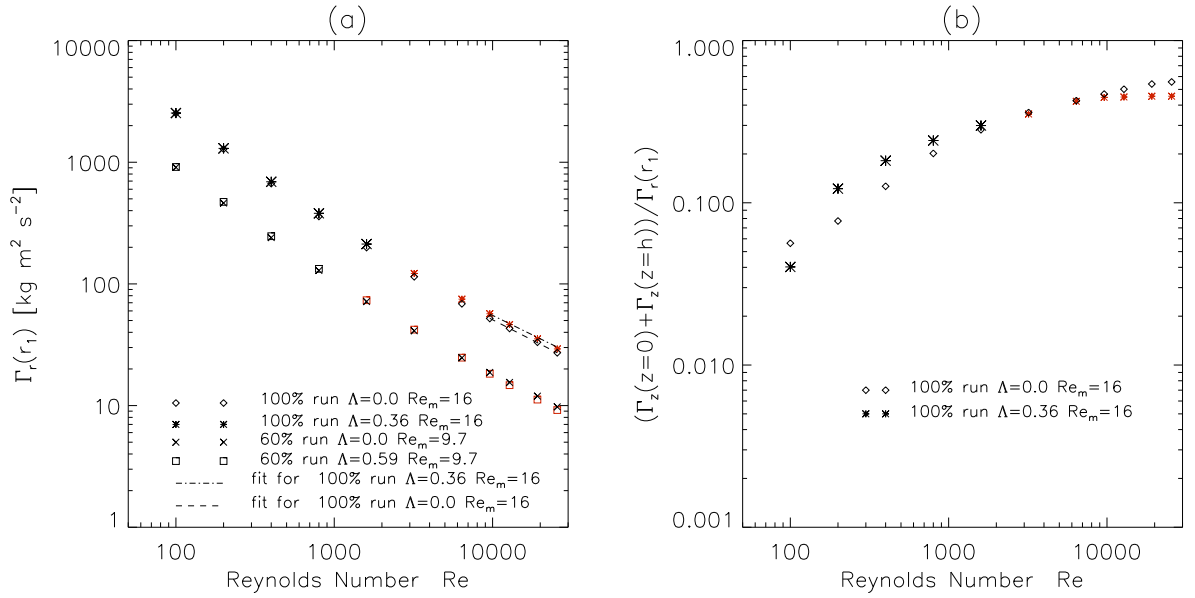 (a)
10000
1000
100
10
1
Γr(r1) [kg m² s⁻²]
100% run Λ=0.0 Rem=16
100% run Λ=0.36 Rem=16
60% run Λ=0.0 Rem=9.7
60% run Λ=0.59 Rem=9.7
fit for 100% run Λ=0.36 Rem=16
fit for 100% run Λ=0.0 Rem=16
100 1000 10000
Reynolds Number Re
(b)
1.000
0.100
0.010
0.001
(Γz(z=0)+Γz(z=h))/Γr(r1)
100% run Λ=0.0 Rem=16
100% run Λ=0.36 Rem=16
100 1000 10000
Reynolds Number Re